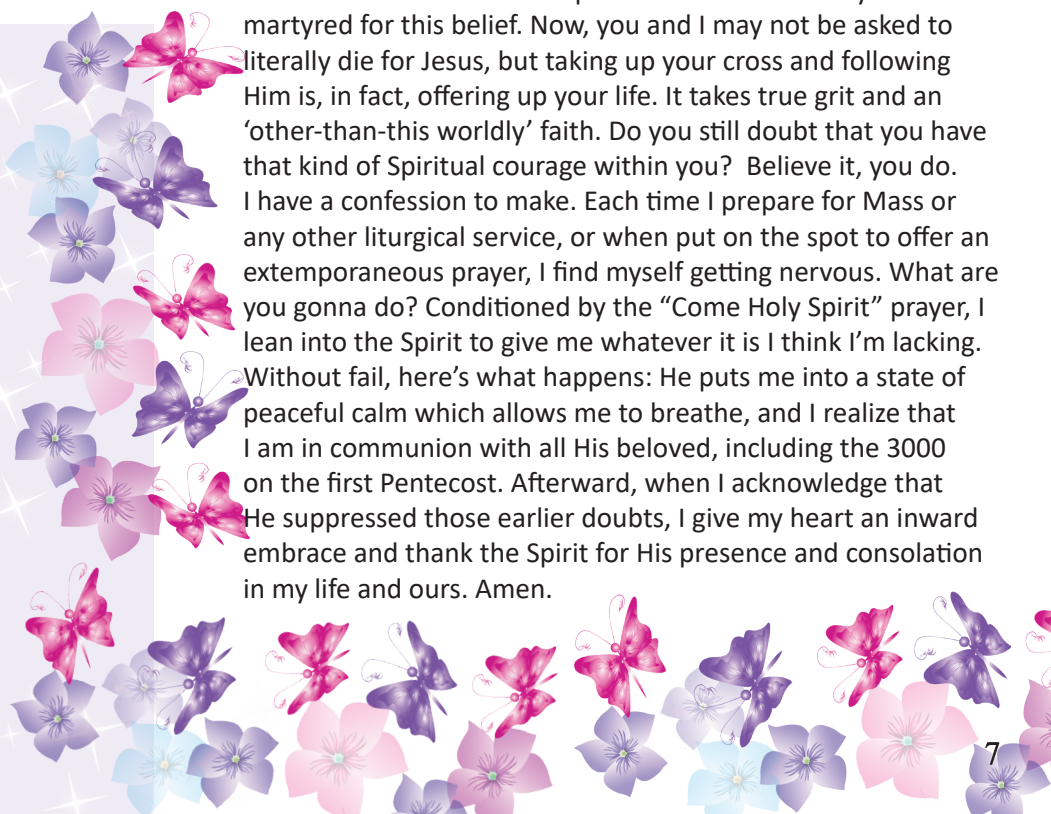 martyred for this belief. Now, you and I may not be asked to
literally die for Jesus, but taking up your cross and following
Him is, in fact, offering up your life. It takes true grit and an
‘other-than-this worldly’ faith. Do you still doubt that you have
that kind of Spiritual courage within you?  Believe it, you do.
I have a confession to make. Each time I prepare for Mass or
any other liturgical service, or when put on the spot to offer an
extemporaneous prayer, I find myself getting nervous. What are
you gonna do? Conditioned by the “Come Holy Spirit” prayer, I
lean into the Spirit to give me whatever it is I think I’m lacking.
Without fail, here’s what happens: He puts me into a state of
peaceful calm which allows me to breathe, and I realize that
I am in communion with all His beloved, including the 3000
on the first Pentecost. Afterward, when I acknowledge that
He suppressed those earlier doubts, I give my heart an inward
embrace and thank the Spirit for His presence and consolation
in my life and ours. Amen.
7